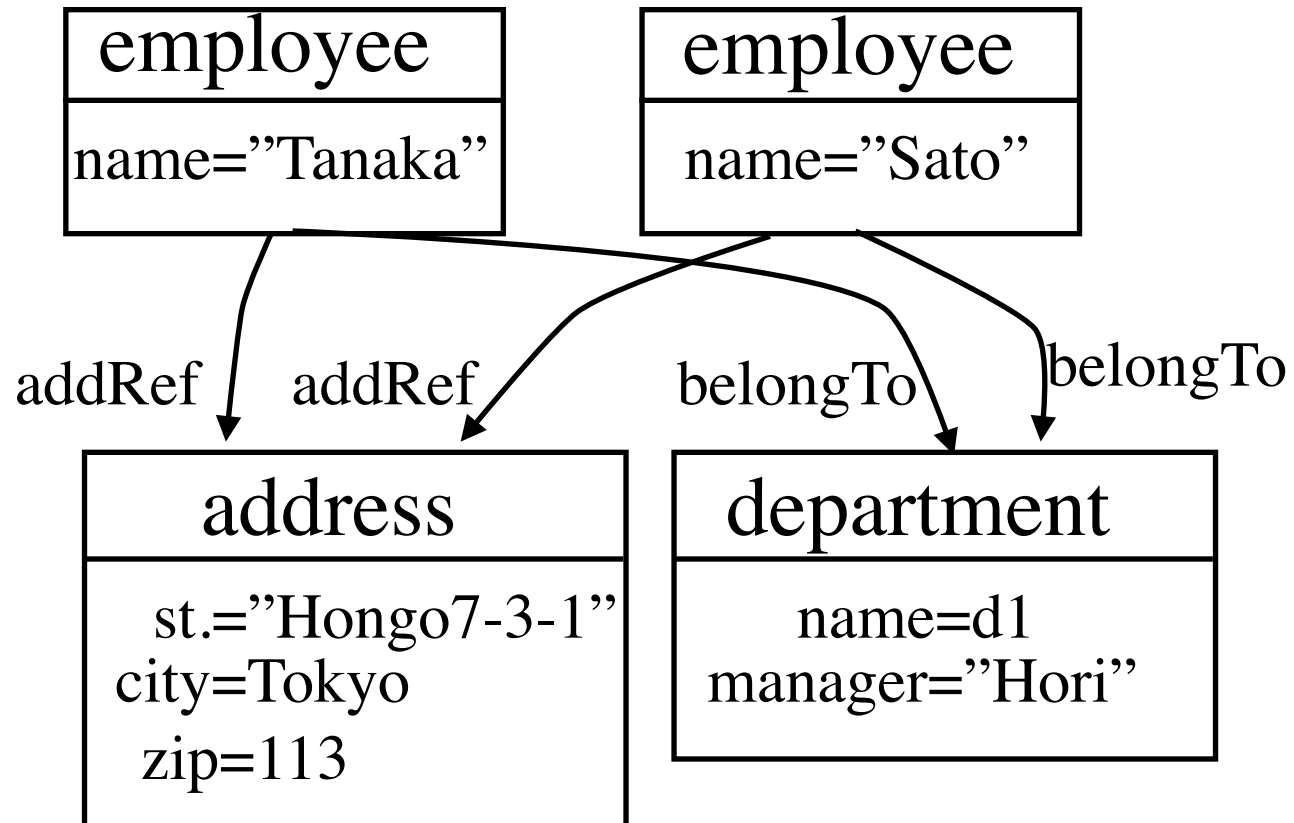 employee
name=”Tanaka”
employee
name=”Sato”
addRef
addRef
belongTo
belongTo
address
st.=”Hongo7-3-1”
city=Tokyo
zip=113
department
name=d1
manager=”Hori”